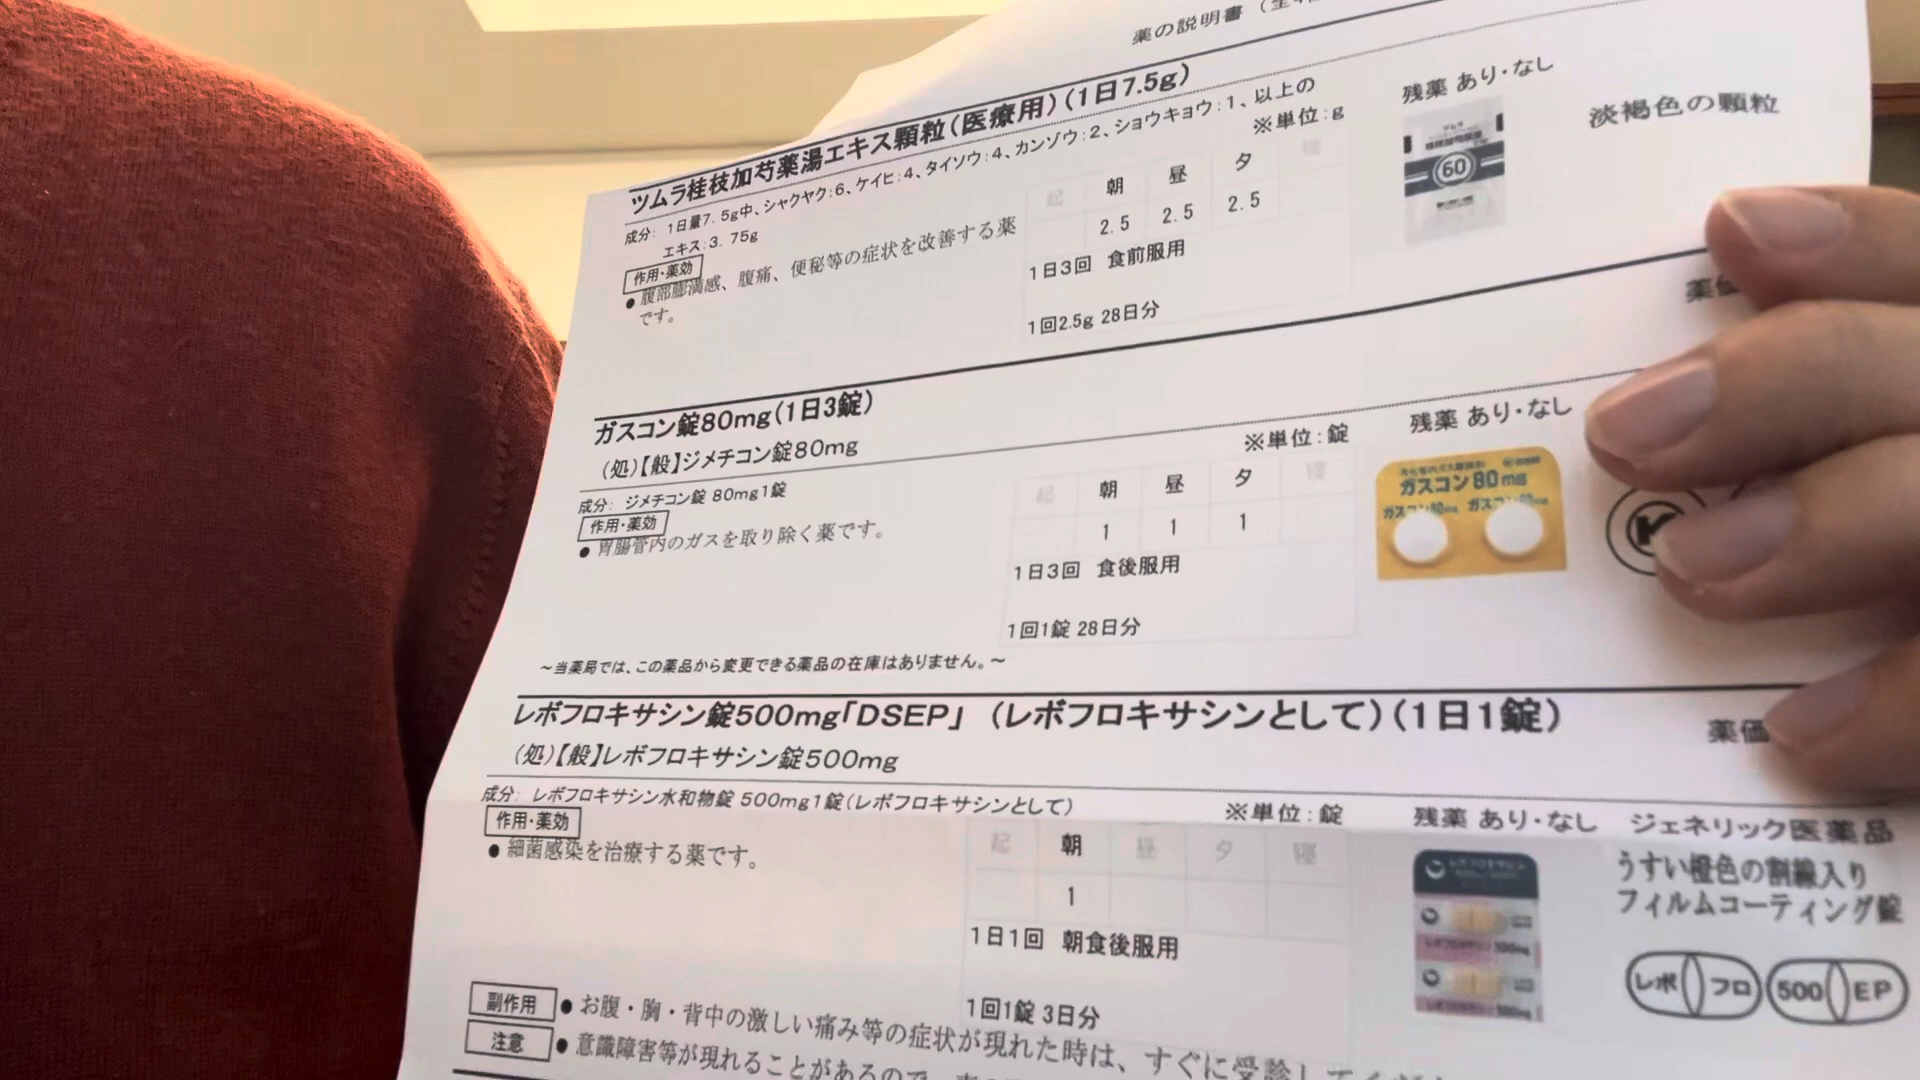 薬の説明書（全
ツムラ桂枝加芍薬湯エキス顆粒(医療用)(1日7.5g)
成分: 1日量7.5g中、シャクヤク:6、ケイヒ:4、タイソウ:4、カンゾウ:2、ショウキョウ:1、以上の
エキス:3.75g
※単位:g
残薬 あり・なし
淡褐色の顆粒
作用・薬効
●腹部膨満感、腹痛、便秘等の症状を改善する薬
です。
起 朝 昼 夕 寝
2.5 2.5 2.5
1日3回 食前服用
1回2.5g 28日分
60
薬価
ガスコン錠80mg(1日3錠)
(処)【般】ジメチコン錠80mg
成分: ジメチコン錠 80mg1錠
※単位:錠
残薬 あり・なし
作用・薬効
●胃腸管内のガスを取り除く薬です。
起 朝 昼 夕 寝
1 1 1
1日3回 食後服用
1回1錠 28日分
ガスコン80mg
K
～当薬局では、この薬品から変更できる薬品の在庫はありません。～
レボフロキサシン錠500mg｢DSEP｣ (レボフロキサシンとして)(1日1錠)
薬価
(処)【般】レボフロキサシン錠500mg
成分: レボフロキサシン水和物錠 500mg1錠(レボフロキサシンとして)
※単位:錠
残薬 あり・なし
ジェネリック医薬品
作用・薬効
●細菌感染を治療する薬です。
起 朝 昼 夕 寝
1
1日1回 朝食後服用
1回1錠 3日分
うすい橙色の割線入り
フィルムコーティング錠
レボ フロ 500 EP
副作用
●お腹・胸・背中の激しい痛み等の症状が現れた時は、すぐに受診してくだ
注意
●意識障害等が現れることがあるので、